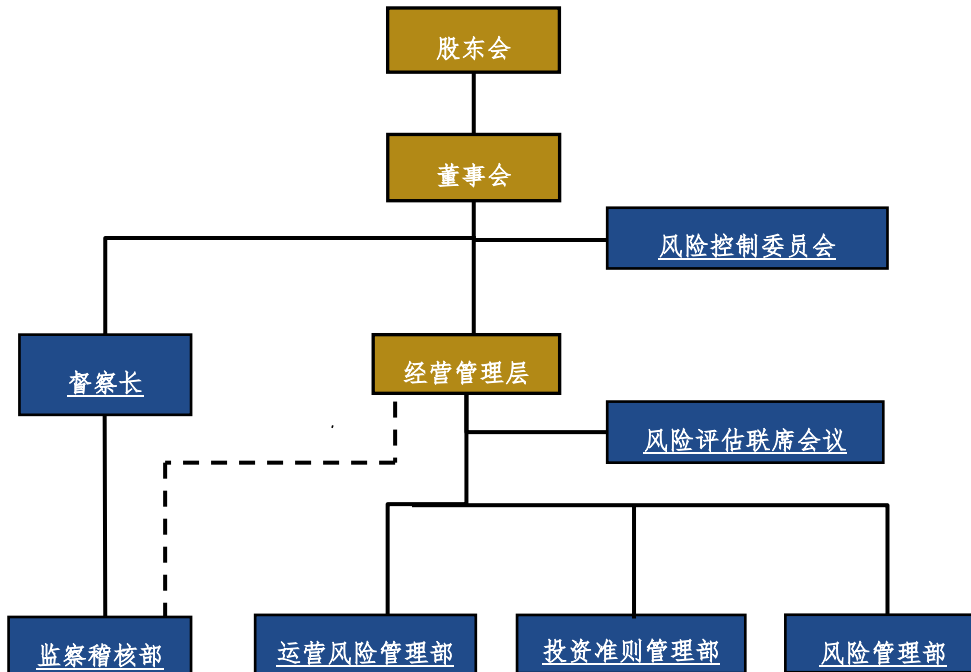 股东会
董事会
风险控制委员会
督察长
经营管理层
风险评估联席会议
监察稽核部
运营风险管理部
投资准则管理部
风险管理部